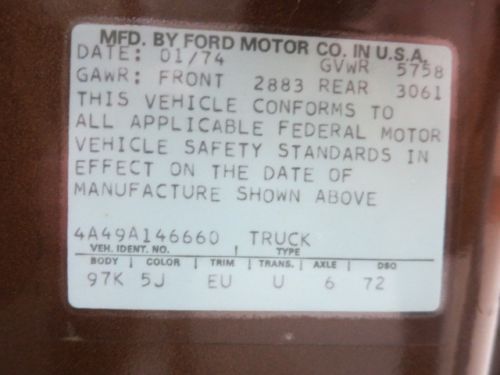 MFD. BY FORD MOTOR CO. IN U.S.A.
DATE: 01/74 GVWR 5758
GAWR: FRONT 2883 REAR 3061
THIS VEHICLE CONFORMS TO
ALL APPLICABLE FEDERAL MOTOR
VEHICLE SAFETY STANDARDS IN
EFFECT ON THE DATE OF
MANUFACTURE SHOWN ABOVE
4A49A146660 TRUCK
VEH. IDENT. NO. TYPE
BODY COLOR TRIM TRANS. AXLE DSO
97K 5J EU U 6 72